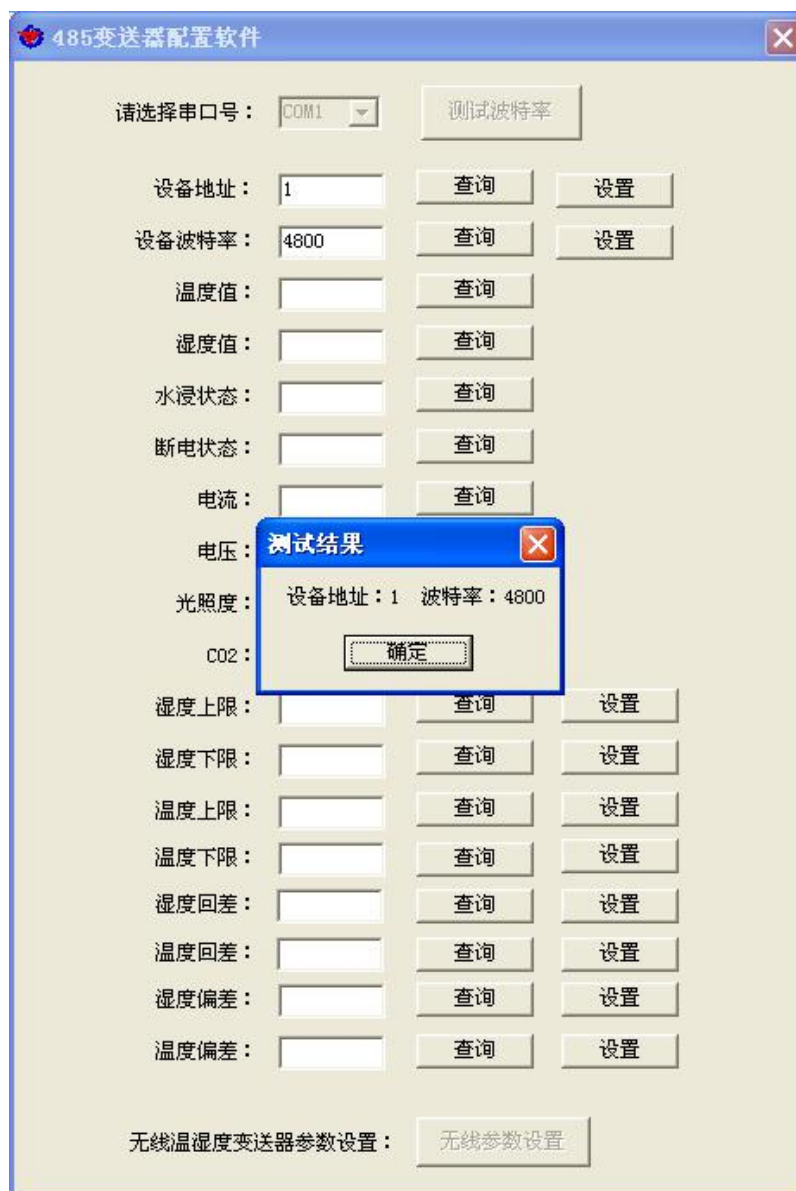 485变送器配置软件
请选择串口号： COM1 测试波特率
设备地址： 1 查询 设置
设备波特率： 4800 查询 设置
温度值： 查询
湿度值： 查询
水浸状态： 查询
断电状态： 查询
电流： 查询
电压： 测试结果
光照度： 设备地址：1 波特率：4800
CO2： 确定
湿度上限： 查询 设置
湿度下限： 查询 设置
温度上限： 查询 设置
温度下限： 查询 设置
湿度回差： 查询 设置
温度回差： 查询 设置
湿度偏差： 查询 设置
温度偏差： 查询 设置
无线温湿度变送器参数设置： 无线参数设置